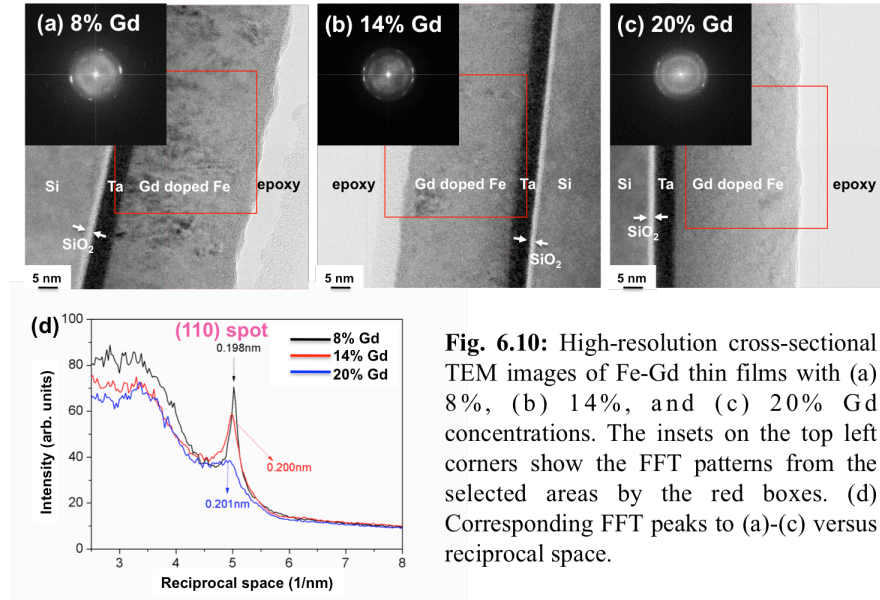 (a) 8% Gd
Si
Ta
Gd doped Fe
epoxy
SiO2
5 nm
(b) 14% Gd
epoxy
Gd doped Fe
Ta
Si
SiO2
5 nm
(c) 20% Gd
Si
Ta
Gd doped Fe
epoxy
SiO2
5 nm
(d)
100
80
60
40
20
0
Intensity (arb. units)
(110) spot
0.198nm
8% Gd
14% Gd
20% Gd
0.200nm
0.201nm
3 4 5 6 7 8
Reciprocal space (1/nm)
Fig. 6.10: High-resolution cross-sectional
TEM images of Fe-Gd thin films with (a)
8%, (b) 14%, and (c) 20% Gd
concentrations. The insets on the top left
corners show the FFT patterns from the
selected areas by the red boxes. (d)
Corresponding FFT peaks to (a)-(c) versus
reciprocal space.